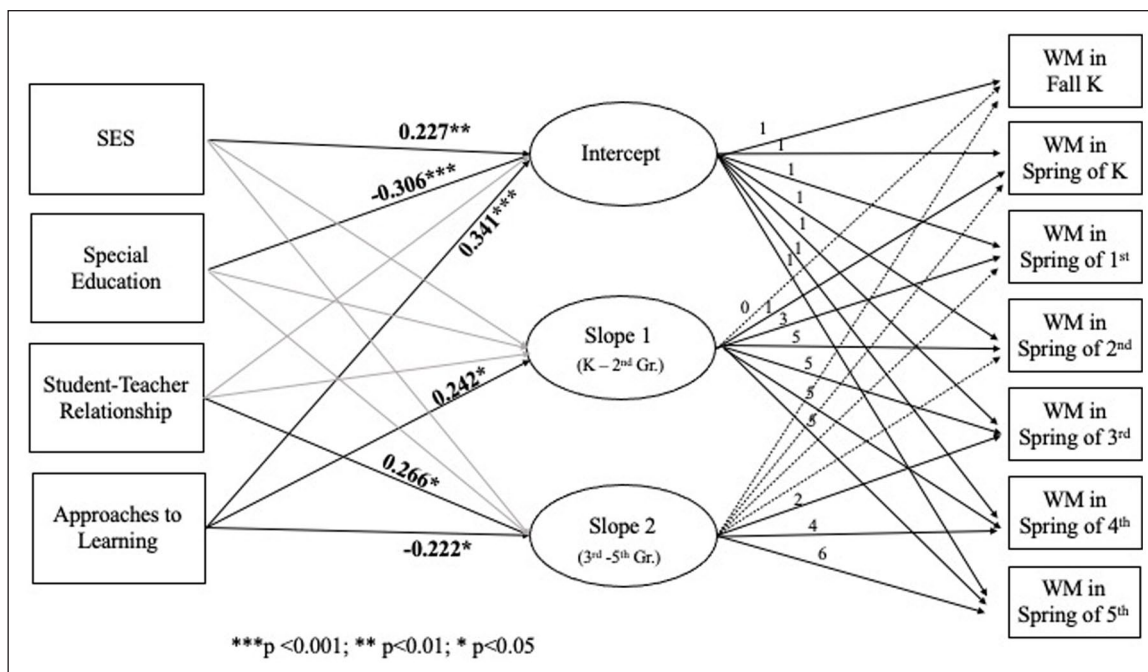 SES
Special
Education
Student-Teacher
Relationship
Approaches to
Learning
0.227**
-0.306***
0.341***
0.242*
0.266*
-0.222*
Intercept
Slope 1
(K – 2nd Gr.)
Slope 2
(3rd -5th Gr.)
1
1
1
1
1
1
1
0
1
3
5
5
5
5
2
4
6
WM in
Fall K
WM in
Spring of K
WM in
Spring of 1st
WM in
Spring of 2nd
WM in
Spring of 3rd
WM in
Spring of 4th
WM in
Spring of 5th
***p <0.001; ** p<0.01; * p<0.05